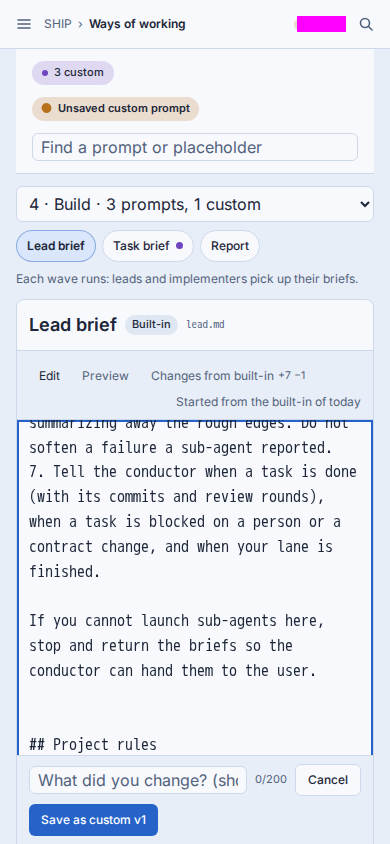 SHIP › Ways of working
3 custom
Unsaved custom prompt
Find a prompt or placeholder
4 · Build · 3 prompts, 1 custom
Lead brief
Task brief
Report
Each wave runs: leads and implementers pick up their briefs.
Lead brief Built-in lead.md
Edit Preview Changes from built-in +7 −1
Started from the built-in of today
summarizing away the rough edges. Do not
soften a failure a sub-agent reported.
7. Tell the conductor when a task is done
(with its commits and review rounds),
when a task is blocked on a person or a
contract change, and when your lane is
finished.
If you cannot launch sub-agents here,
stop and return the briefs so the
conductor can hand them to the user.
## Project rules
What did you change? (sho
0/200
Cancel
Save as custom v1